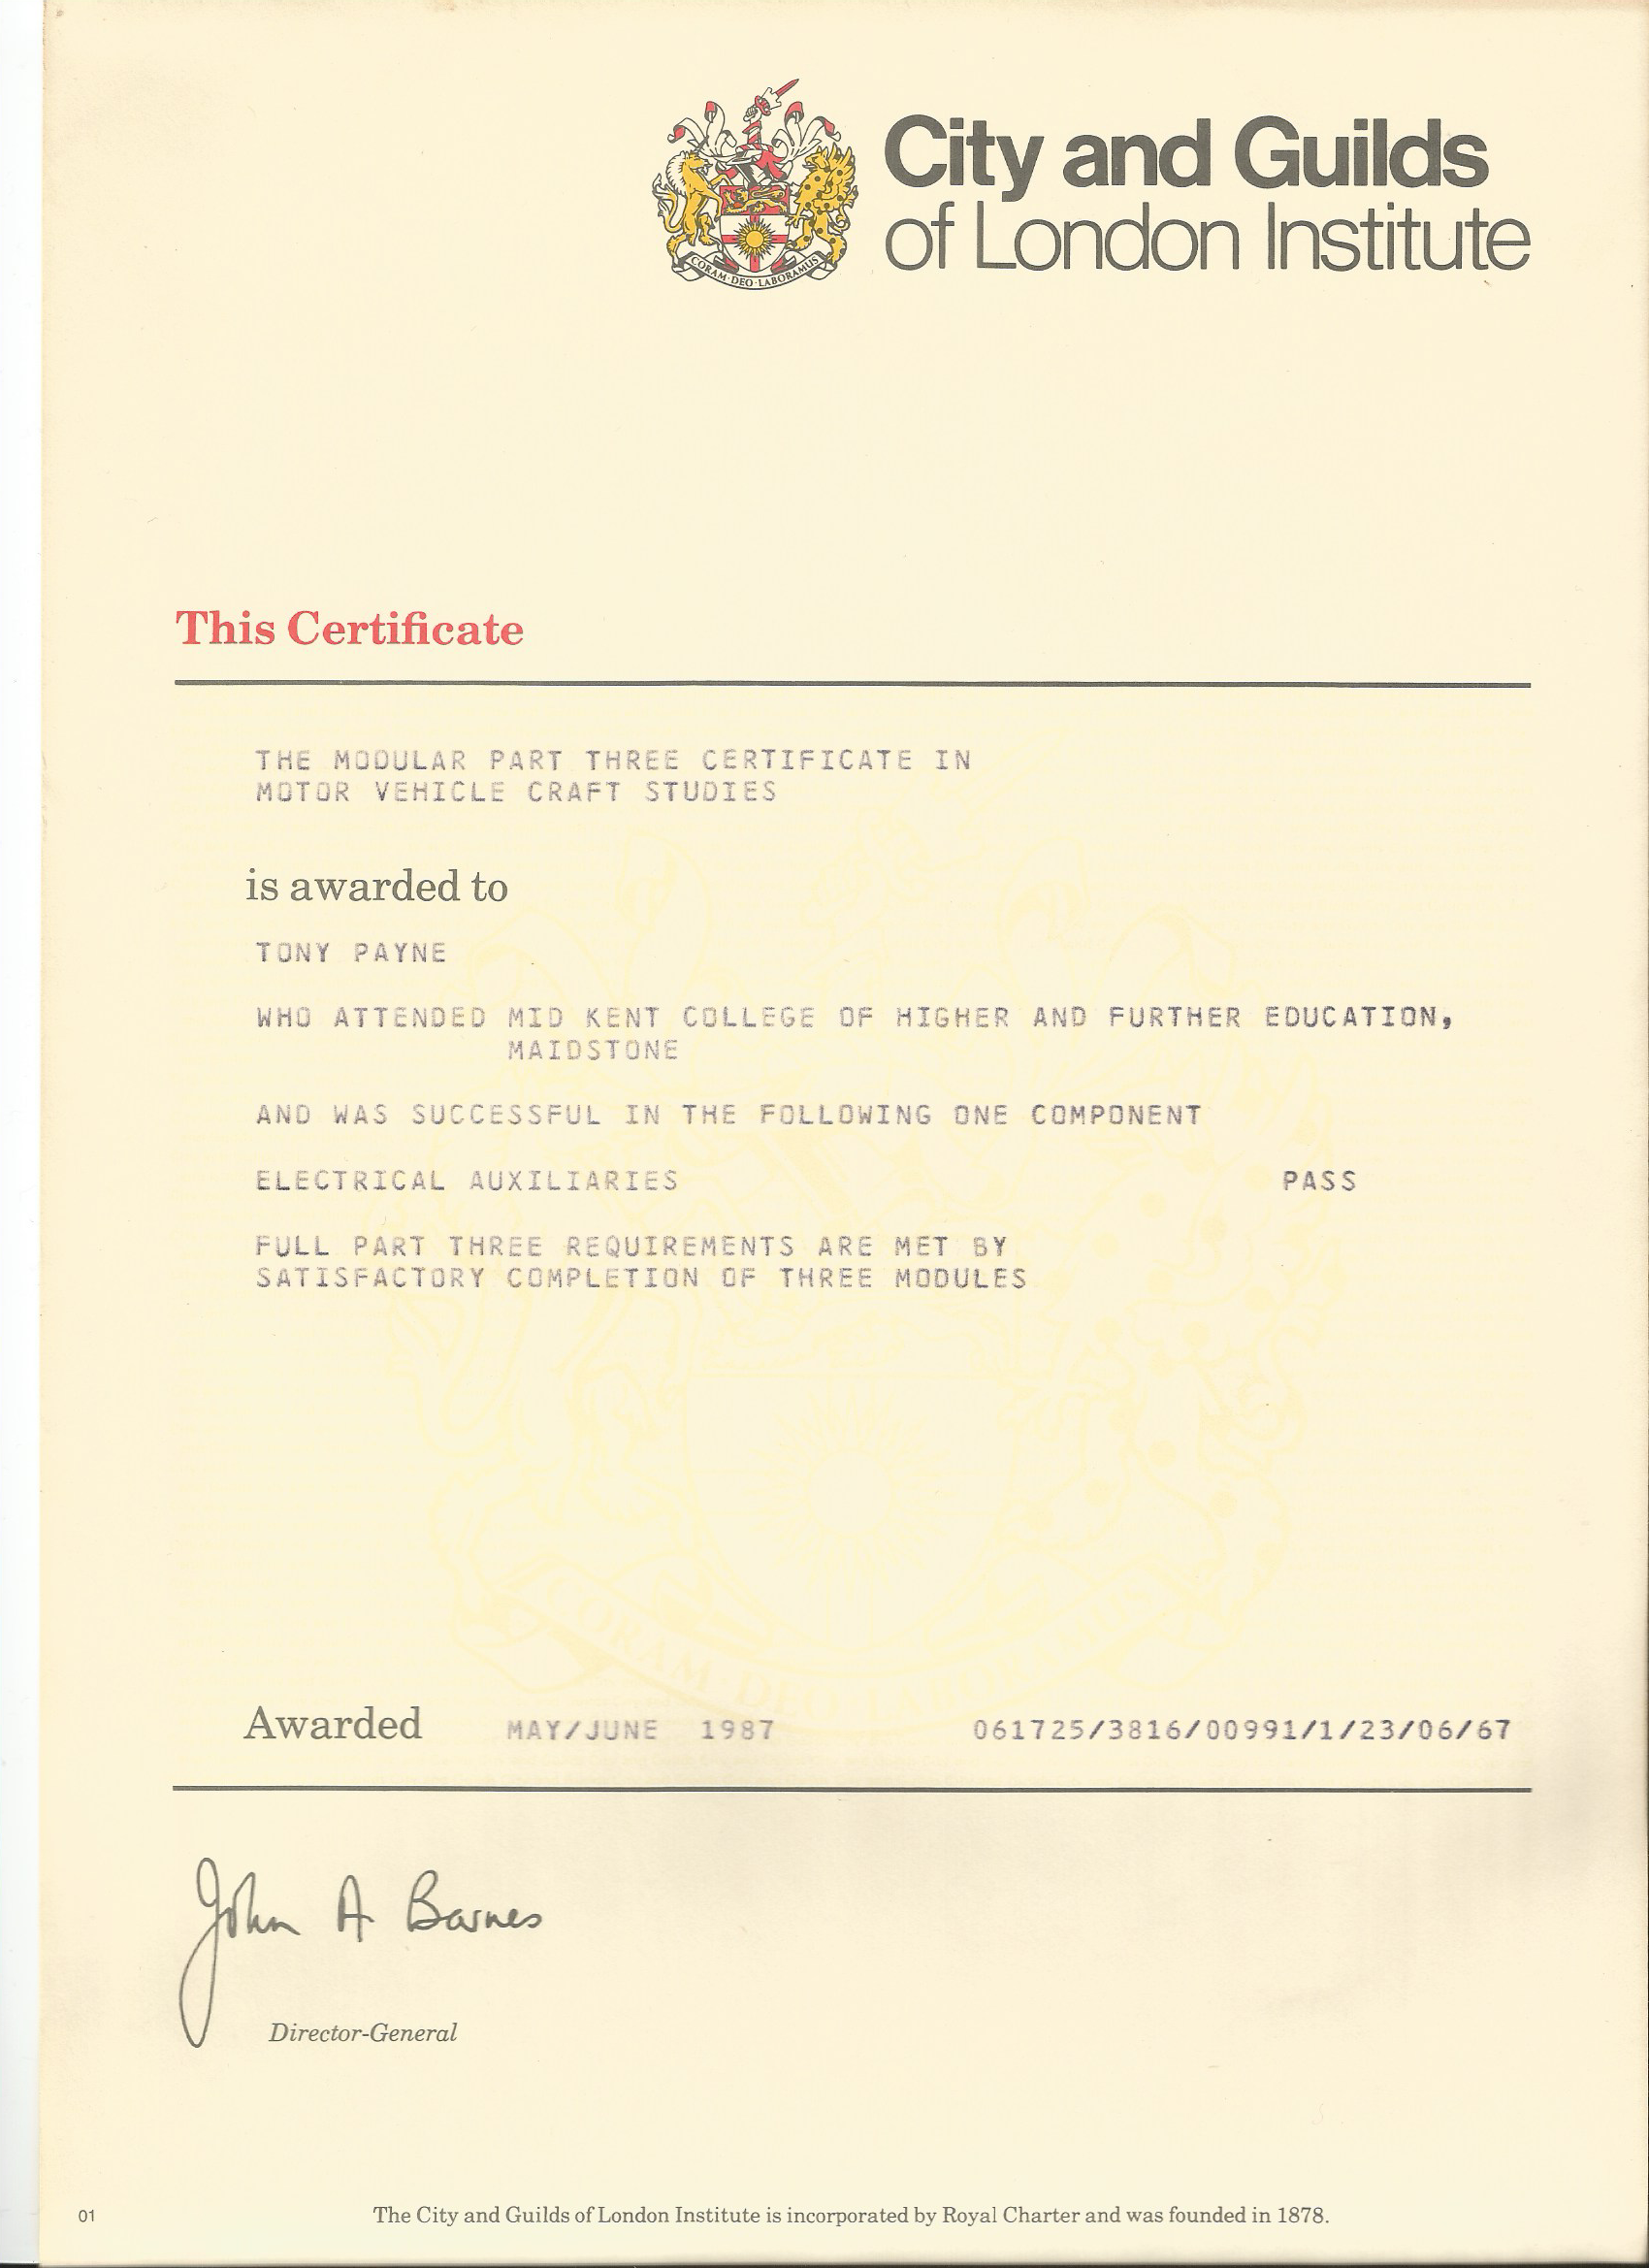 CORAM·DEO·LABORAMUS
City and Guilds
of London Institute
This Certificate
THE MODULAR PART THREE CERTIFICATE IN
MOTOR VEHICLE CRAFT STUDIES
is awarded to
TONY PAYNE
WHO ATTENDED MID KENT COLLEGE OF HIGHER AND FURTHER EDUCATION,
MAIDSTONE
AND WAS SUCCESSFUL IN THE FOLLOWING ONE COMPONENT
ELECTRICAL AUXILIARIES PASS
FULL PART THREE REQUIREMENTS ARE MET BY
SATISFACTORY COMPLETION OF THREE MODULES
CORAM·DEO·LABORAMUS
Awarded MAY/JUNE 1987 061725/3816/00991/1/23/06/67
John A Barnes
Director-General
01 The City and Guilds of London Institute is incorporated by Royal Charter and was founded in 1878.